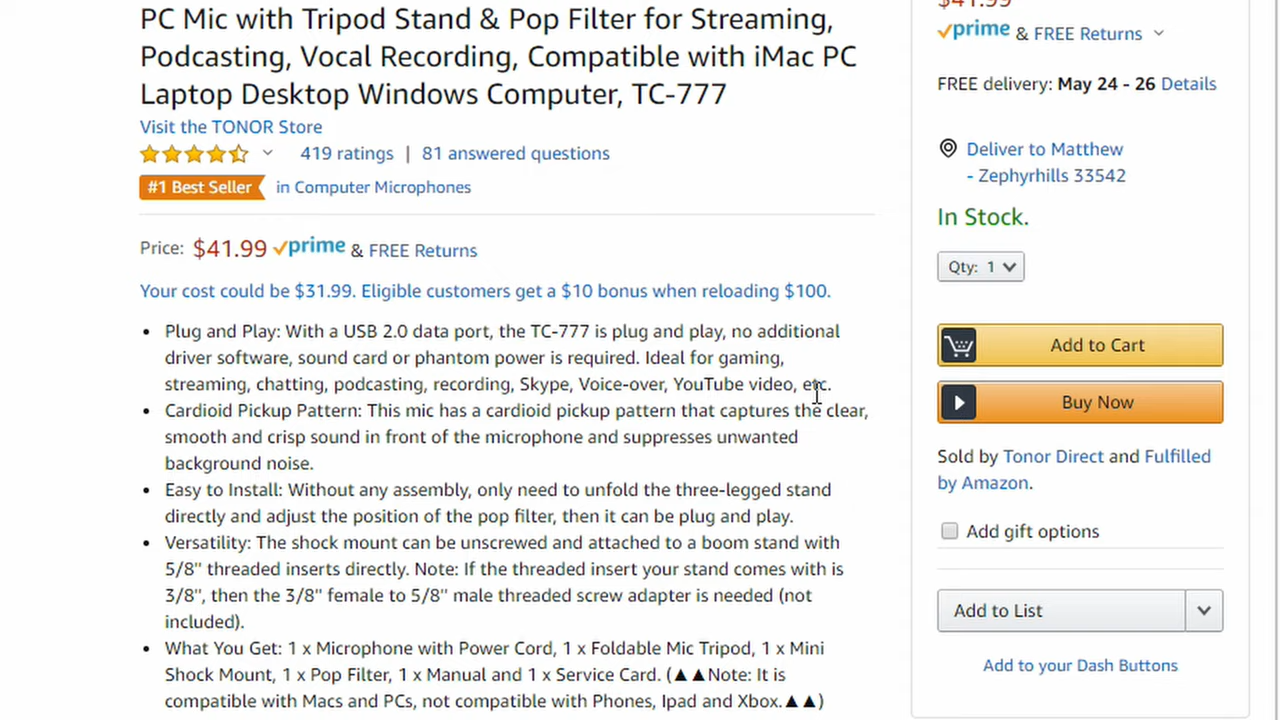 PC Mic with Tripod Stand & Pop Filter for Streaming,
Podcasting, Vocal Recording, Compatible with iMac PC
Laptop Desktop Windows Computer, TC-777
Visit the TONOR Store
419 ratings | 81 answered questions
#1 Best Seller in Computer Microphones
Price: $41.99 prime & FREE Returns
Your cost could be $31.99. Eligible customers get a $10 bonus when reloading $100.
• Plug and Play: With a USB 2.0 data port, the TC-777 is plug and play, no additional
driver software, sound card or phantom power is required. Ideal for gaming,
streaming, chatting, podcasting, recording, Skype, Voice-over, YouTube video, etc.
• Cardioid Pickup Pattern: This mic has a cardioid pickup pattern that captures the clear,
smooth and crisp sound in front of the microphone and suppresses unwanted
background noise.
• Easy to Install: Without any assembly, only need to unfold the three-legged stand
directly and adjust the position of the pop filter, then it can be plug and play.
• Versatility: The shock mount can be unscrewed and attached to a boom stand with
5/8" threaded inserts directly. Note: If the threaded insert your stand comes with is
3/8", then the 3/8" female to 5/8" male threaded screw adapter is needed (not
included).
• What You Get: 1 x Microphone with Power Cord, 1 x Foldable Mic Tripod, 1 x Mini
Shock Mount, 1 x Pop Filter, 1 x Manual and 1 x Service Card. (▲▲Note: It is
compatible with Macs and PCs, not compatible with Phones, Ipad and Xbox.▲▲)
$41.99
prime & FREE Returns
FREE delivery: May 24 - 26 Details
Deliver to Matthew
- Zephyrhills 33542
In Stock.
Qty: 1
Add to Cart
Buy Now
Sold by Tonor Direct and Fulfilled
by Amazon.
Add gift options
Add to List
Add to your Dash Buttons